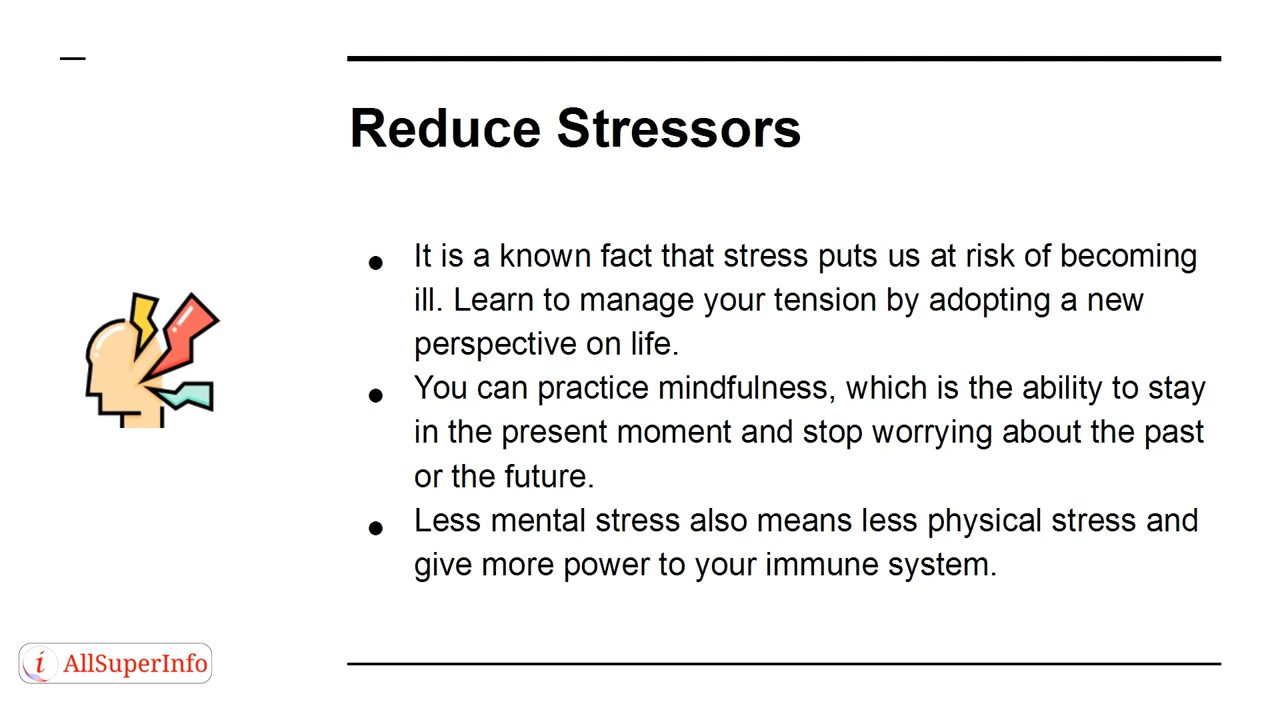 Reduce Stressors
● It is a known fact that stress puts us at risk of becoming
ill. Learn to manage your tension by adopting a new
perspective on life.
● You can practice mindfulness, which is the ability to stay
in the present moment and stop worrying about the past
or the future.
● Less mental stress also means less physical stress and
give more power to your immune system.
i AllSuperInfo